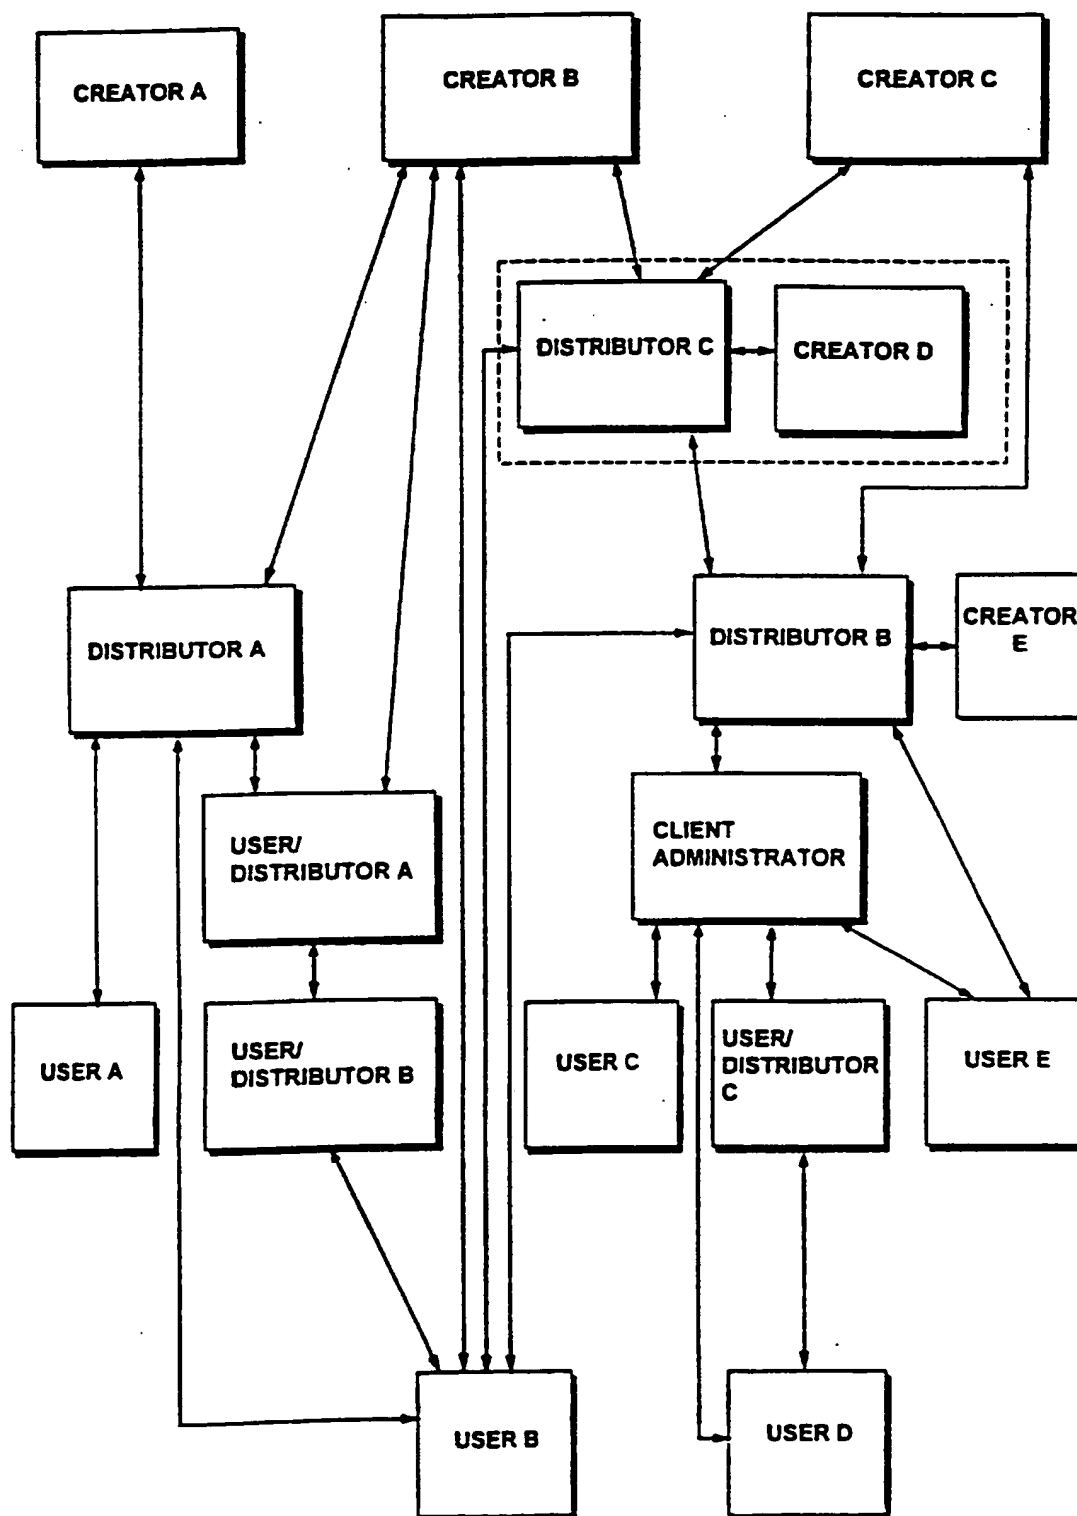 CREATOR A
CREATOR B
CREATOR C
DISTRIBUTOR C
CREATOR D
DISTRIBUTOR A
DISTRIBUTOR B
CREATOR
E
USER/
DISTRIBUTOR A
CLIENT
ADMINISTRATOR
USER A
USER/
DISTRIBUTOR B
USER C
USER/
DISTRIBUTOR
C
USER E
USER B
USER D